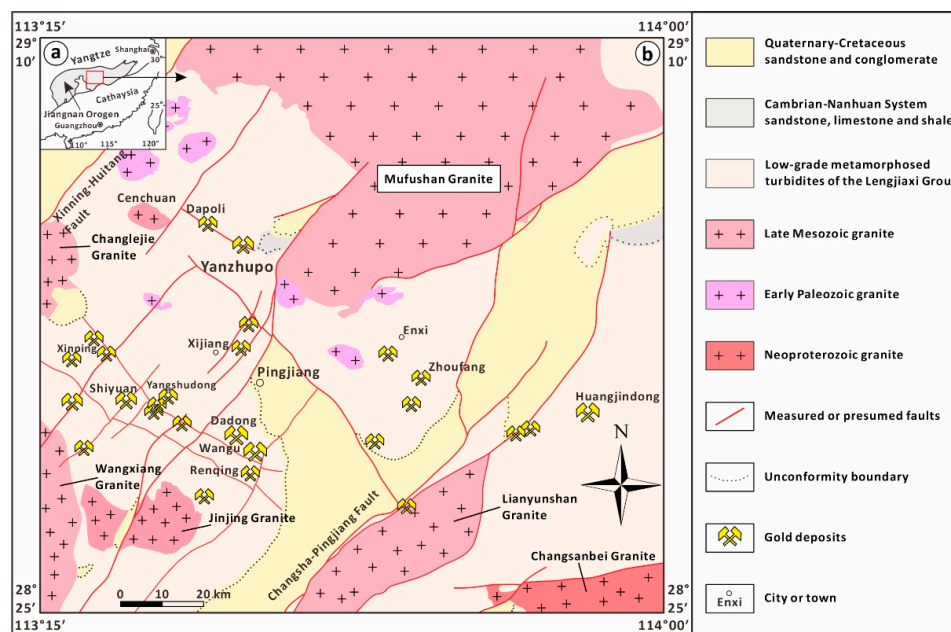 113°15'
114°00'
29°
10'
a
b
Yangtze
Shanghai
30°
Cathaysia
25°
Jiangnan Orogen
Guangzhou
110°
115°
120°
Mufushan Granite
Xinning-Huitang
Fault
Cenchuan
Dapoli
Changlejie
Granite
Yanzhupo
Enxi
Xinping
Xijiang
Zhoufang
Pingjiang
Shiyuan
Yangshudong
Huangjindong
Dadong
Wangu
N
Wangxiang
Granite
Renqing
Lianyunshan
Granite
Jinjing Granite
Changsha-Pingjiang Fault
Changsanbei Granite
0
10
20 km
28°
25'
28°
25'
113°15'
114°00'
Quaternary-Cretaceous
sandstone and conglomerate
Cambrian-Nanhuan System
sandstone, limestone and shale
Low-grade metamorphosed
turbidites of the Lengjiaxi Grou
Late Mesozoic granite
Early Paleozoic granite
Neoproterozoic granite
Measured or presumed faults
Unconformity boundary
Gold deposits
Enxi
City or town